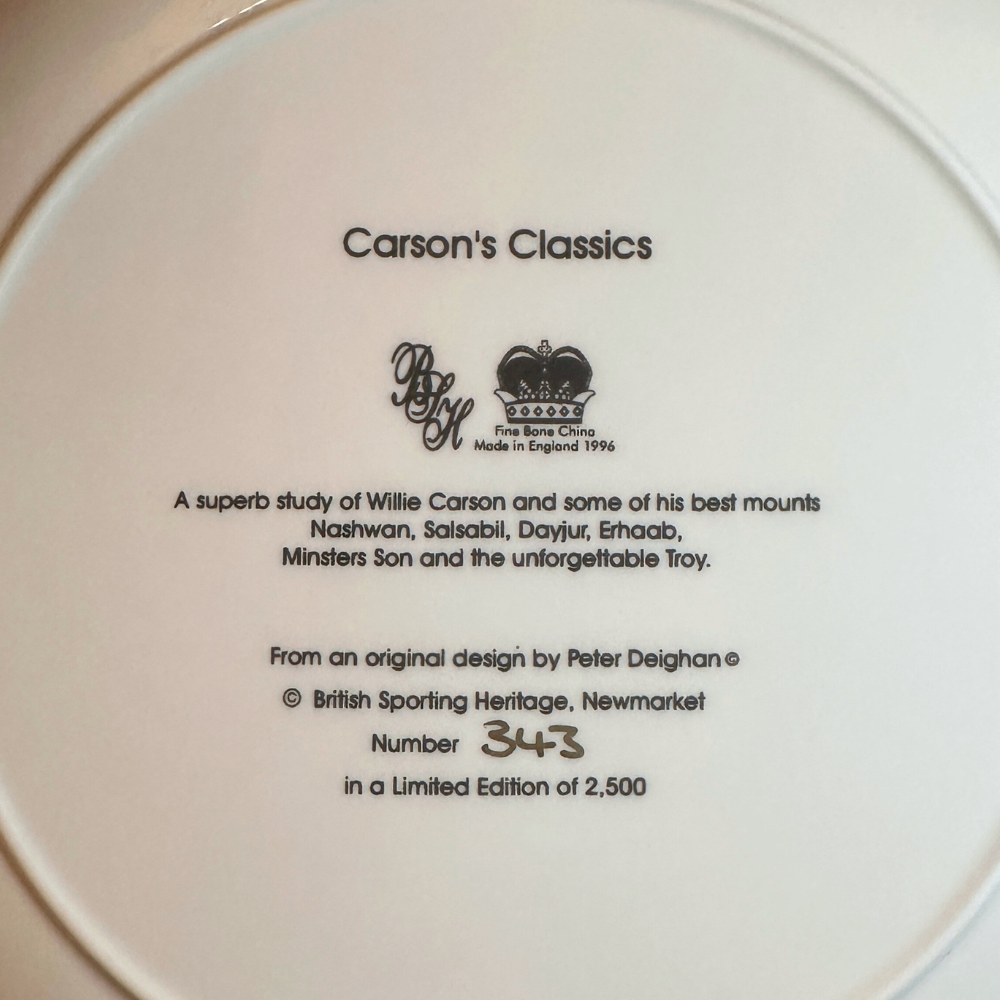 Carson's Classics
BSH
Fine Bone China
Made in England 1996
A superb study of Willie Carson and some of his best mounts
Nashwan, Salsabil, Dayjur, Erhaab,
Minsters Son and the unforgettable Troy.
From an original design by Peter Deighan©
© British Sporting Heritage, Newmarket
Number 343
in a Limited Edition of 2,500